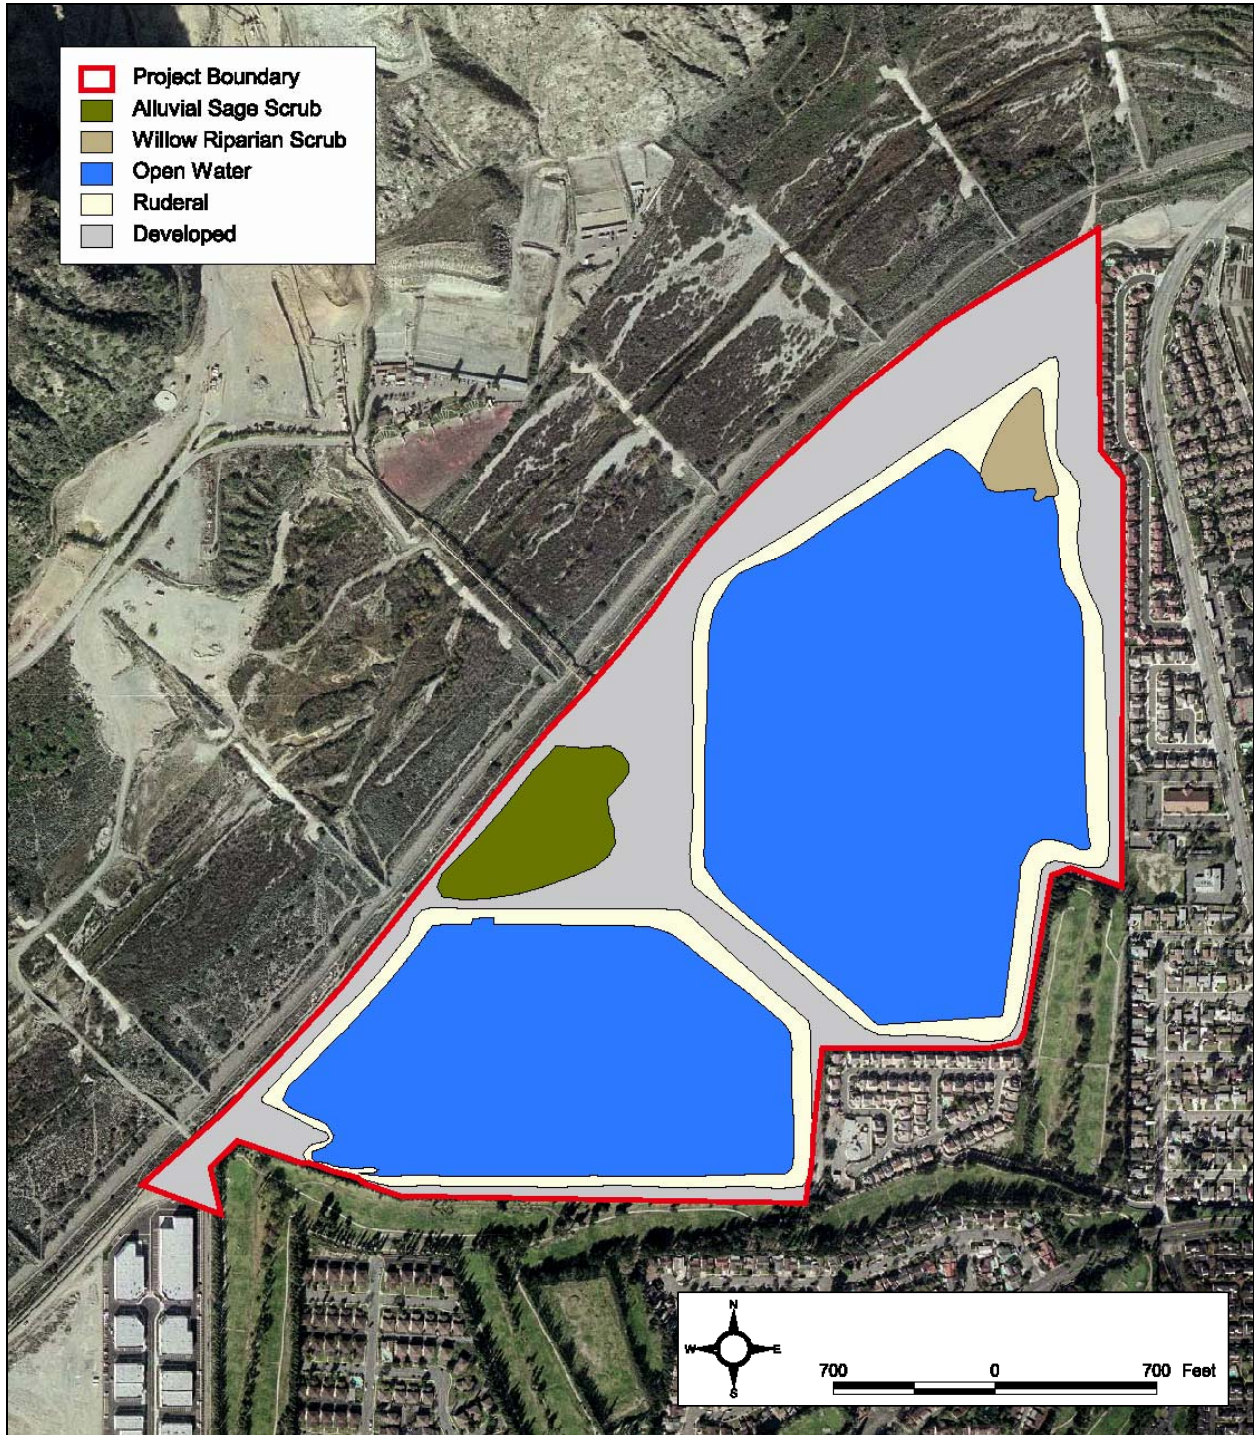 Project Boundary
Alluvial Sage Scrub
Willow Riparian Scrub
Open Water
Ruderal
Developed
N
W E
S
700 0 700 Feet